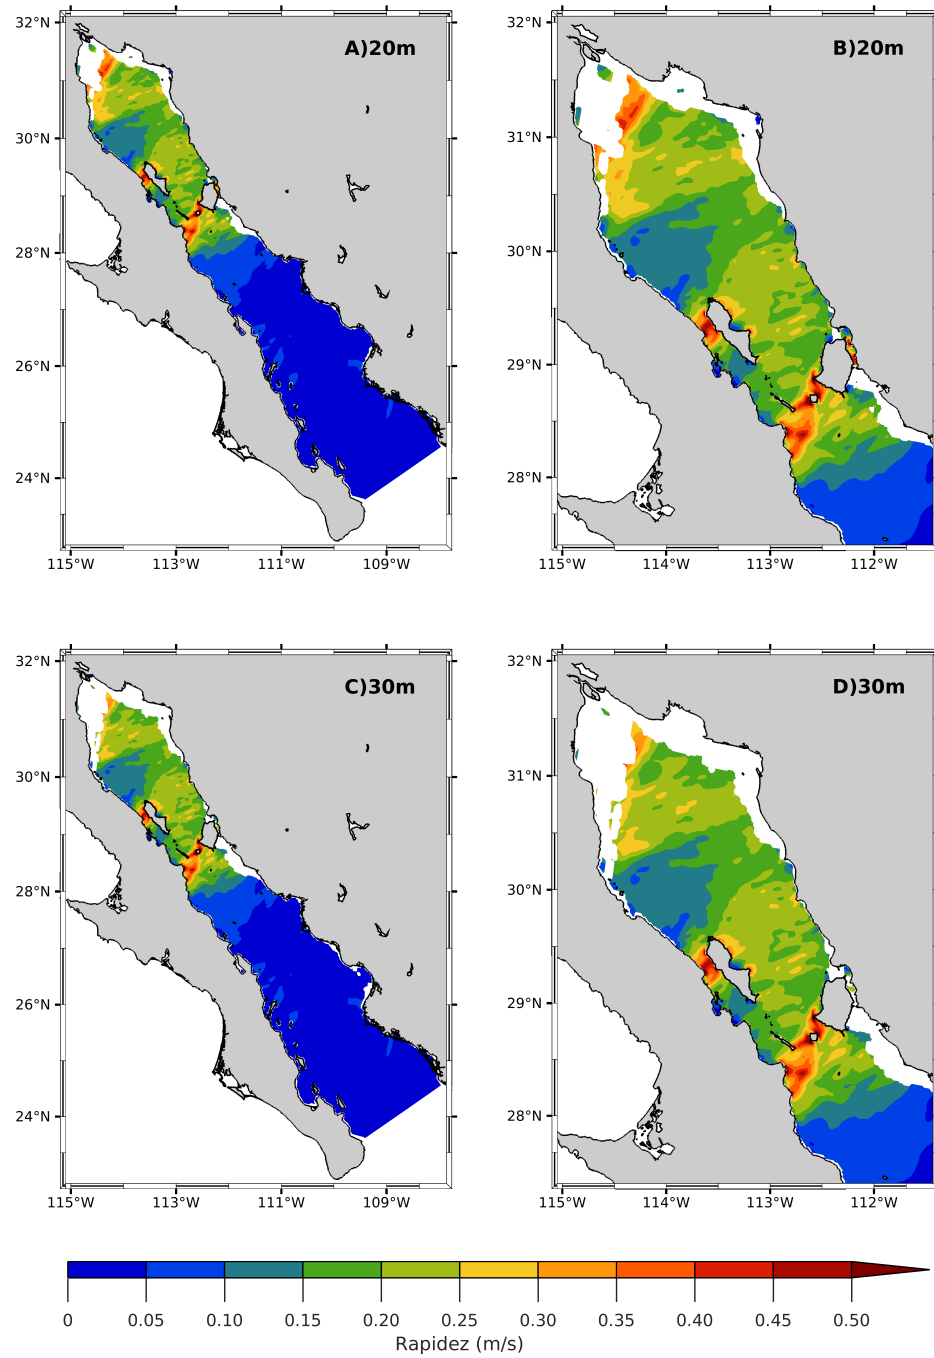 A)20m
32°N
30°N
28°N
26°N
24°N
115°W 113°W 111°W 109°W
B)20m
32°N
31°N
30°N
29°N
28°N
115°W 114°W 113°W 112°W
C)30m
32°N
30°N
28°N
26°N
24°N
115°W 113°W 111°W 109°W
D)30m
32°N
31°N
30°N
29°N
28°N
115°W 114°W 113°W 112°W
0 0.05 0.10 0.15 0.20 0.25 0.30 0.35 0.40 0.45 0.50
Rapidez (m/s)